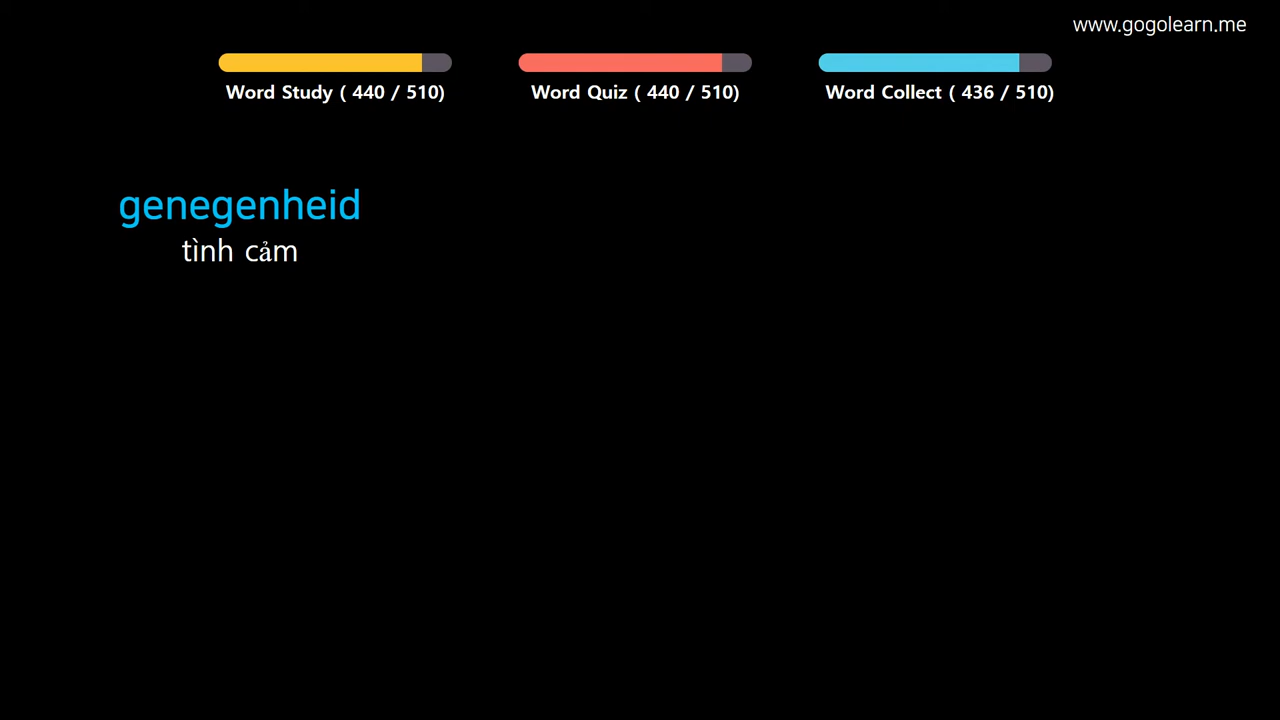 www.gogolearn.me
Word Study ( 440 / 510)
Word Quiz ( 440 / 510)
Word Collect ( 436 / 510)
genegenheid
tình cảm